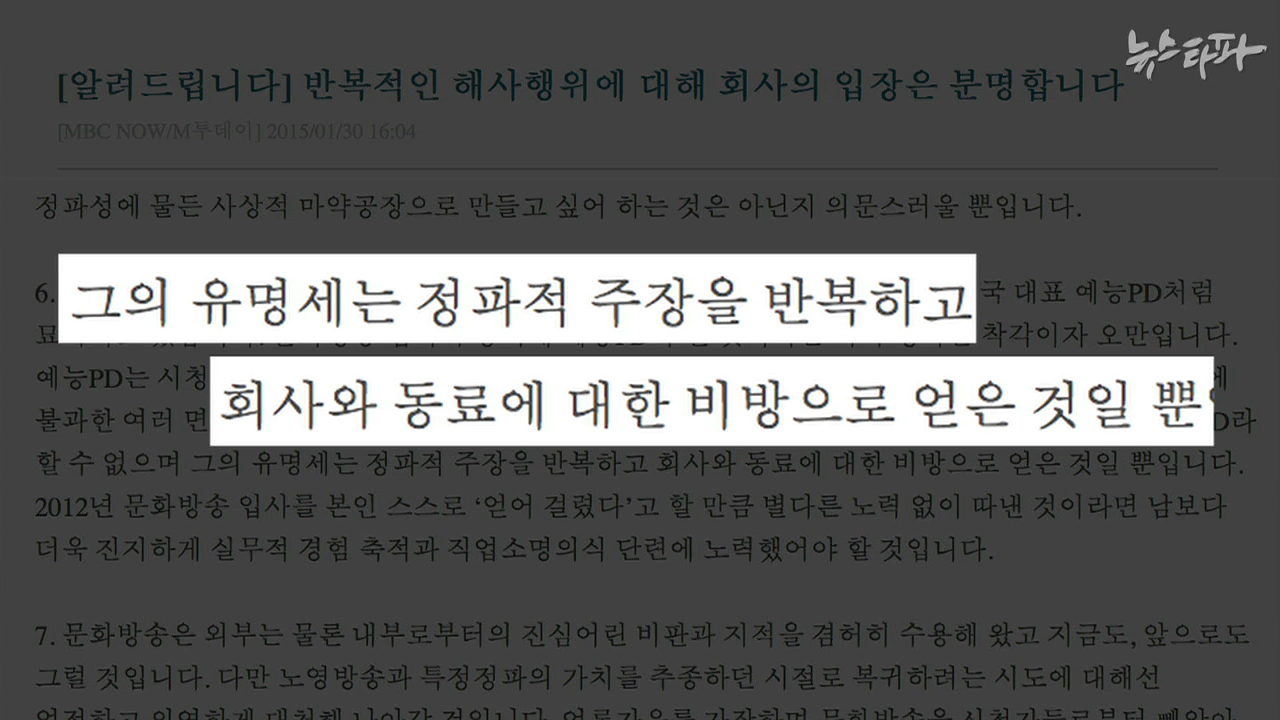 뉴스타파
[알려드립니다] 반복적인 해사행위에 대해 회사의 입장은 분명합니다
[MBC NOW/M투데이] 2015/01/30 16:04
정파성에 물든 사상적 마약공장으로 만들고 싶어 하는 것은 아닌지 의문스러울 뿐입니다.
그의 유명세는 정파적 주장을 반복하고
6. 국 대표 예능PD처럼
착각이자 오만입니다.
회사와 동료에 대한 비방으로 얻은 것일 뿐
예능PD는 시청
불과한 여러 면
할 수 없으며 그의 유명세는 정파적 주장을 반복하고 회사와 동료에 대한 비방으로 얻은 것일 뿐입니다.
2012년 문화방송 입사를 본인 스스로 ‘얻어 걸렸다’고 할 만큼 별다른 노력 없이 따낸 것이라면 남보다
더욱 진지하게 실무적 경험 축적과 직업소명의식 단련에 노력했어야 할 것입니다.
7. 문화방송은 외부는 물론 내부로부터의 진심어린 비판과 지적을 겸허히 수용해 왔고 지금도, 앞으로도
그럴 것입니다. 다만 노영방송과 특정정파의 가치를 추종하던 시절로 복귀하려는 시도에 대해선